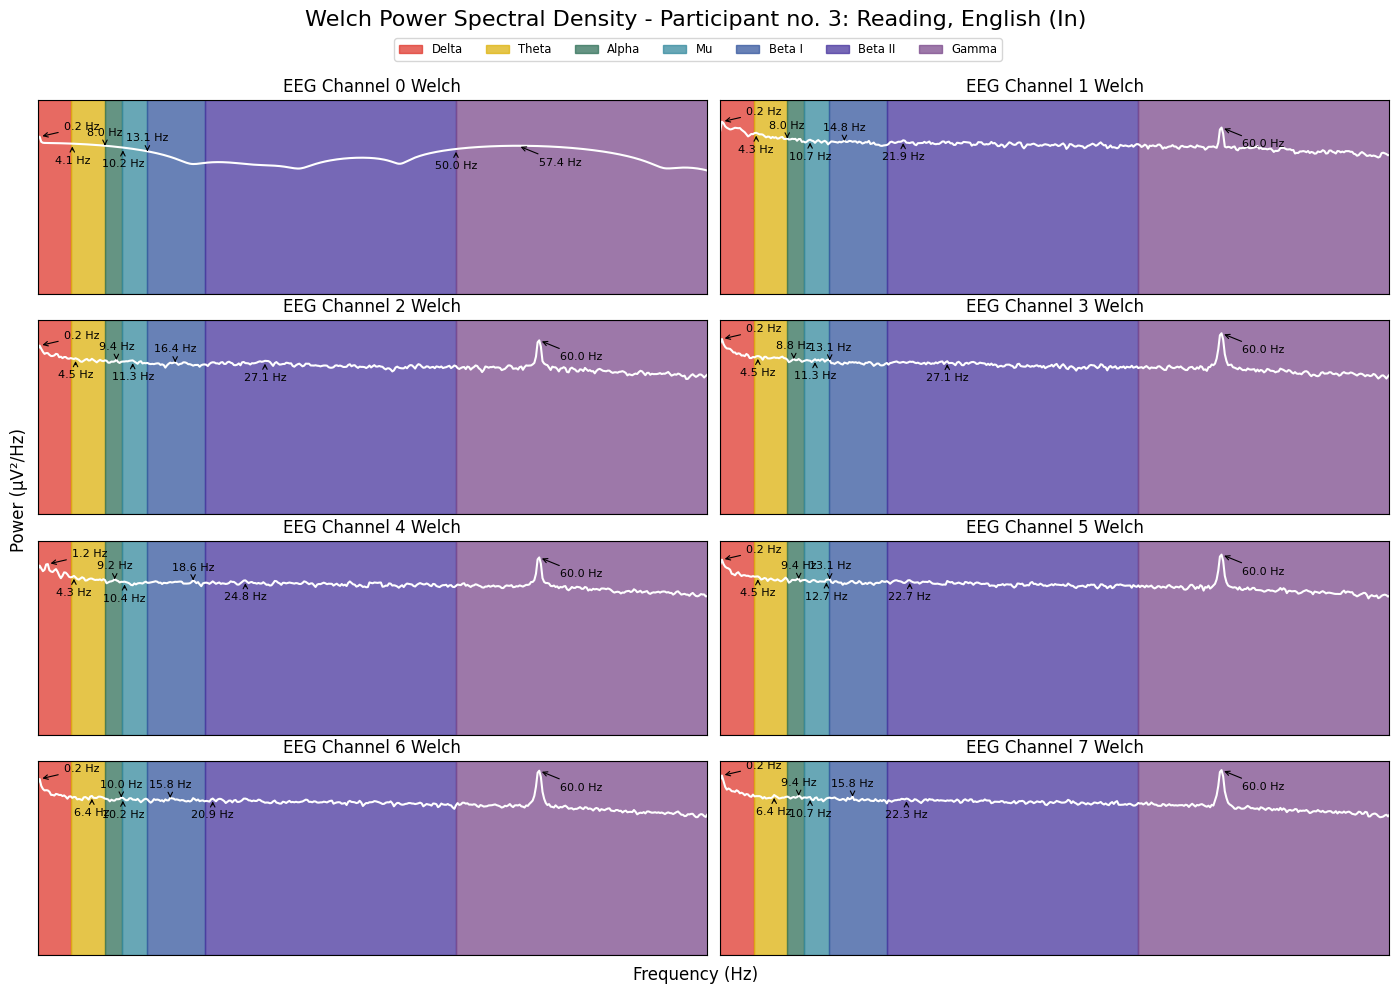 Welch Power Spectral Density - Participant no. 3: Reading, English (In)
Delta Theta Alpha Mu Beta I Beta II Gamma
EEG Channel 0 Welch
0.2 Hz
8.0 Hz
13.1 Hz
4.1 Hz
10.2 Hz
50.0 Hz
57.4 Hz
EEG Channel 1 Welch
0.2 Hz
8.0 Hz
14.8 Hz
4.3 Hz
10.7 Hz
21.9 Hz
60.0 Hz
EEG Channel 2 Welch
0.2 Hz
9.4 Hz
16.4 Hz
4.5 Hz
11.3 Hz
27.1 Hz
60.0 Hz
EEG Channel 3 Welch
0.2 Hz
8.8 Hz
13.1 Hz
4.5 Hz
11.3 Hz
27.1 Hz
60.0 Hz
EEG Channel 4 Welch
1.2 Hz
9.2 Hz
18.6 Hz
4.3 Hz
10.4 Hz
24.8 Hz
60.0 Hz
EEG Channel 5 Welch
0.2 Hz
9.4 Hz
13.1 Hz
4.5 Hz
12.7 Hz
22.7 Hz
60.0 Hz
EEG Channel 6 Welch
0.2 Hz
10.0 Hz
15.8 Hz
6.4 Hz
10.2 Hz
20.9 Hz
60.0 Hz
EEG Channel 7 Welch
0.2 Hz
9.4 Hz
15.8 Hz
6.4 Hz
10.7 Hz
22.3 Hz
60.0 Hz
Power (μV²/Hz)
Frequency (Hz)